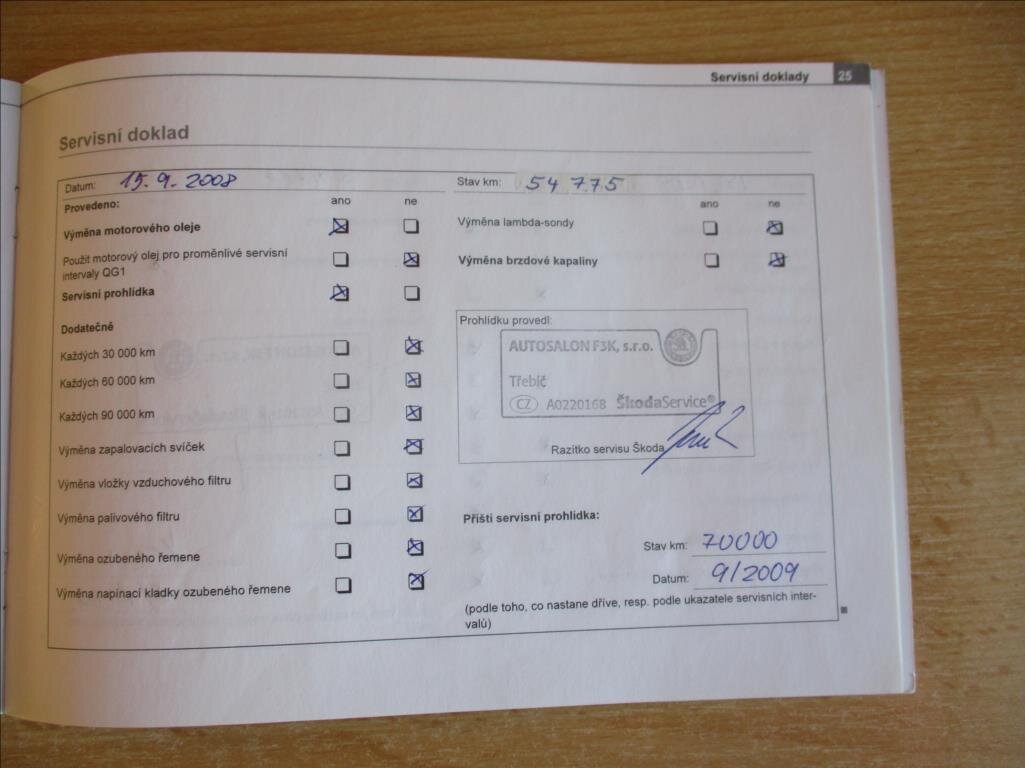 Servisní doklady 25
Servisní doklad
Datum: 15. 9. 2008
Stav km: 54 775
Provedeno:
ano ne
Výměna motorového oleje
Použit motorový olej pro proměnlivé servisní
intervaly QG1
Servisní prohlídka
Dodatečně
Každých 30 000 km
Každých 60 000 km
Každých 90 000 km
Výměna zapalovacích svíček
Výměna vložky vzduchového filtru
Výměna palivového filtru
Výměna ozubeného řemene
Výměna napínací kladky ozubeného řemene
ano ne
Výměna lambda-sondy
Výměna brzdové kapaliny
Prohlídku provedl:
AUTOSALON F3K, s.r.o.
Třebíč
CZ A0220168 ŠkodaService®
Razítko servisu Škoda
Příští servisní prohlídka:
Stav km: 70000
Datum: 9/2009
(podle toho, co nastane dříve, resp. podle ukazatele servisních inter-
valů)